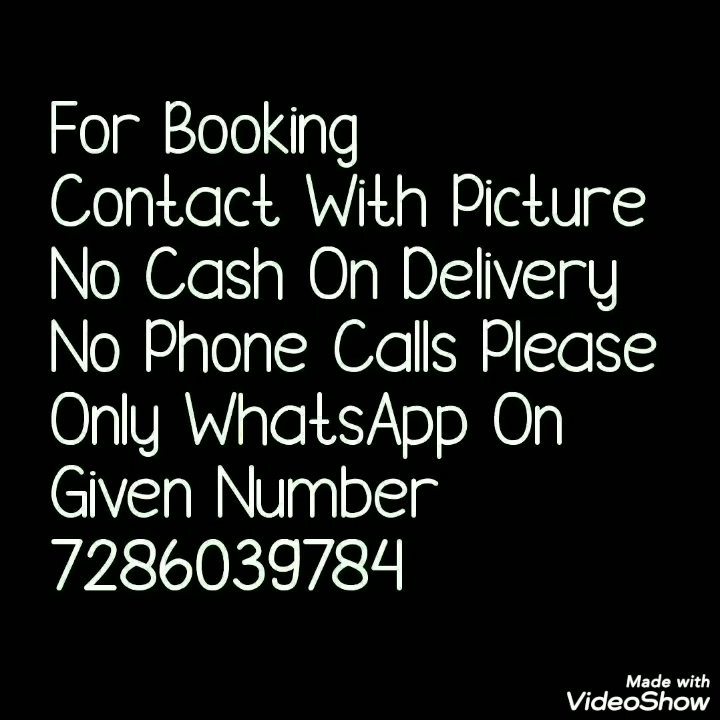 For Booking
Contact With Picture
No Cash On Delivery
No Phone Calls Please
Only WhatsApp On
Given Number
7286039784
Made with
VideoShow